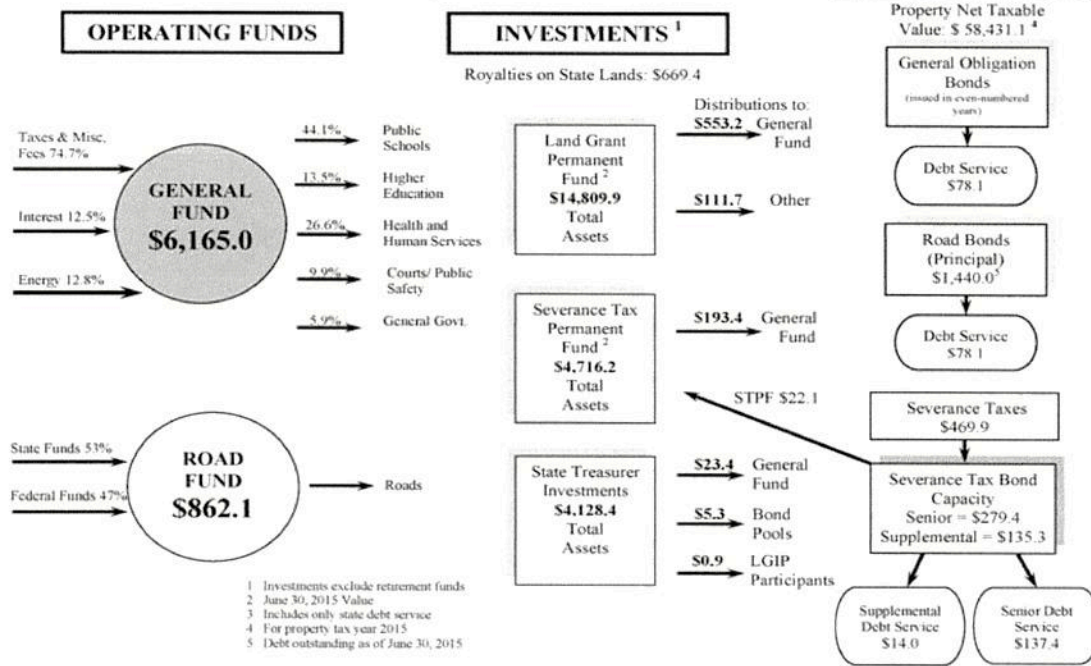 OPERATING FUNDS
Taxes & Misc.
Fees 74.7%
Interest 12.5%
Energy 12.8%
GENERAL
FUND
$6,165.0
44.1%
Public
Schools
13.5%
Higher
Education
26.6%
Health and
Human Services
9.9%
Courts/ Public
Safety
5.9%
General Govt.
State Funds 53%
Federal Funds 47%
ROAD
FUND
$862.1
Roads
1 Investments exclude retirement funds
2 June 30, 2015 Value
3 Includes only state debt service
4 For property tax year 2015
5 Debt outstanding as of June 30, 2015
INVESTMENTS 1
Royalties on State Lands: $669.4
Land Grant
Permanent
Fund 2
$14,809.9
Total
Assets
Distributions to:
$553.2 General
Fund
$111.7 Other
Severance Tax
Permanent
Fund 2
$4,716.2
Total
Assets
$193.4 General
Fund
STPF $22.1
State Treasurer
Investments
$4,128.4
Total
Assets
$23.4 General
Fund
$5.3 Bond
Pools
$0.9 LGIP
Participants
Property Net Taxable
Value: $ 58,431.1 4
General Obligation
Bonds
(issued in even-numbered
years)
Debt Service
$78.1
Road Bonds
(Principal)
$1,440.0 5
Debt Service
$78.1
Severance Taxes
$469.9
Severance Tax Bond
Capacity
Senior = $279.4
Supplemental = $135.3
Supplemental
Debt Service
$14.0
Senior Debt
Service
$137.4